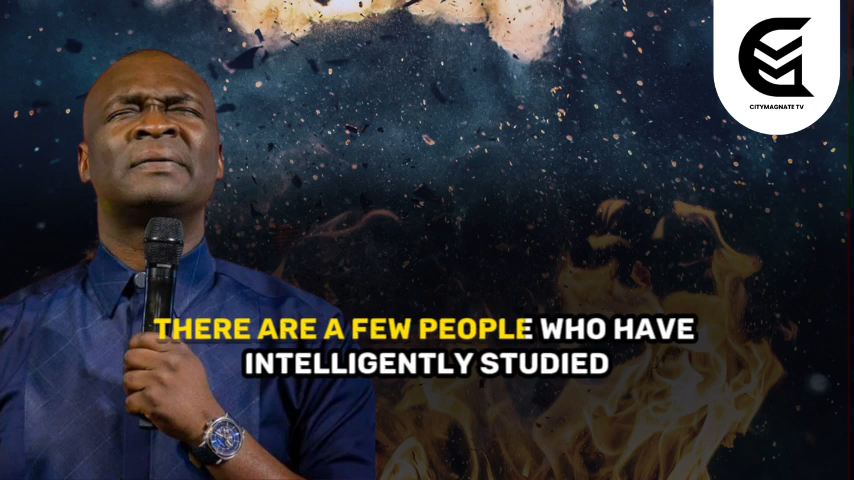 CITYMAGNATE TV
THERE ARE A FEW PEOPLE WHO HAVE
INTELLIGENTLY STUDIED